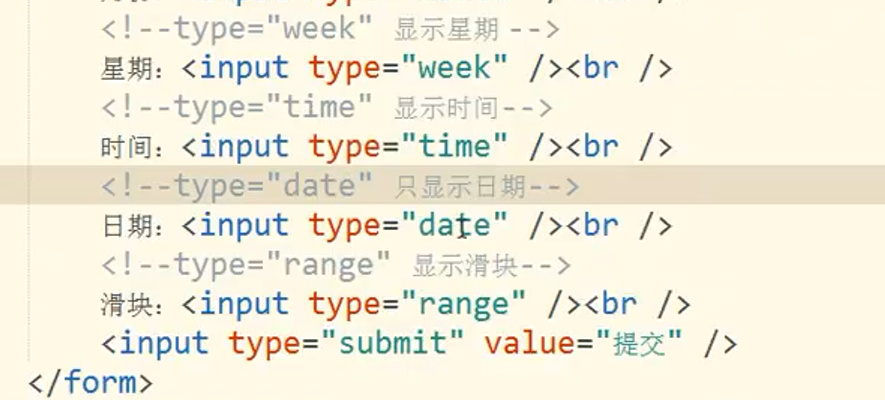 <!--type="week" 显示星期 -->
星期：<input type="week" /><br />
<!--type="time" 显示时间-->
时间：<input type="time" /><br />
<!--type="date" 只显示日期-->
日期：<input type="date" /><br />
<!--type="range" 显示滑块-->
滑块：<input type="range" /><br />
<input type="submit" value="提交" />
</form>